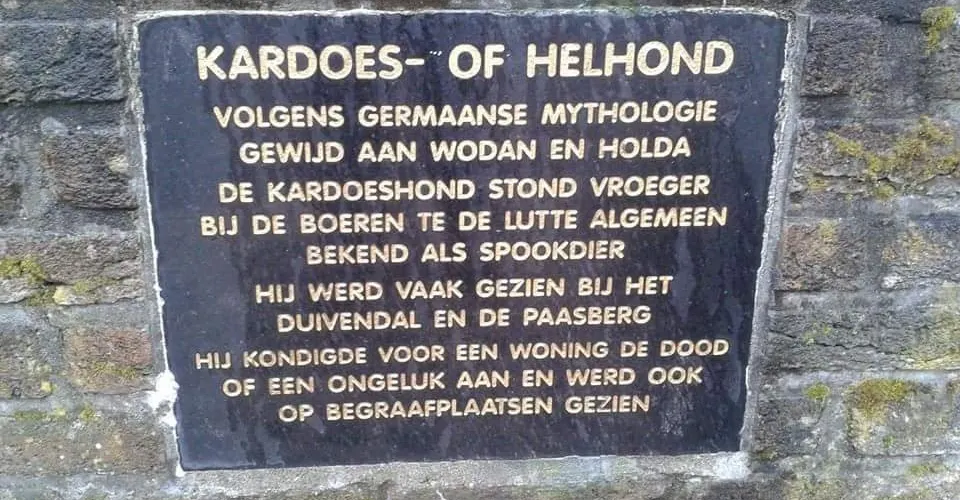 KARDOES- OF HELHOND
VOLGENS GERMAANSE MYTHOLOGIE
GEWIJD AAN WODAN EN HOLDA
DE KARDOESHOND STOND VROEGER
BIJ DE BOEREN TE DE LUTTE ALGEMEEN
BEKEND ALS SPOOKDIER
HIJ WERD VAAK GEZIEN BIJ HET
DUIVENDAL EN DE PAASBERG
HIJ KONDIGDE VOOR EEN WONING DE DOOD
OF EEN ONGELUK AAN EN WERD OOK
OP BEGRAAFPLAATSEN GEZIEN